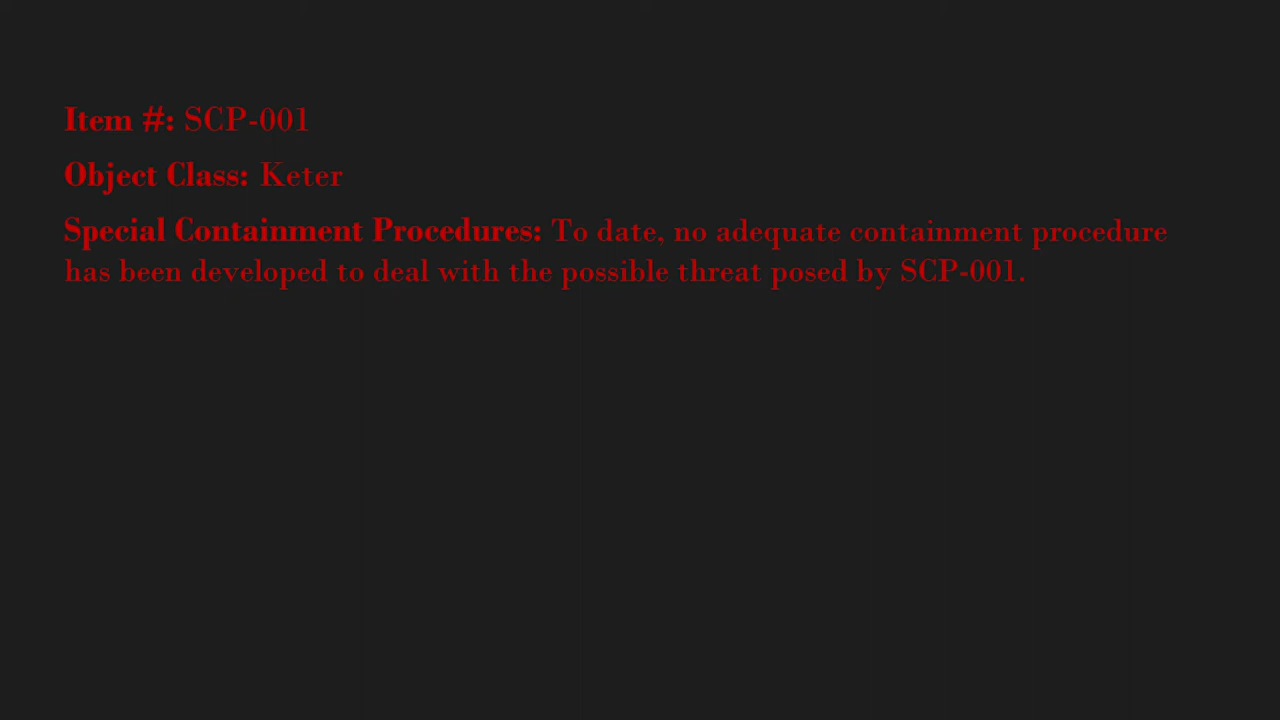 Item #: SCP-001
Object Class: Keter
Special Containment Procedures: To date, no adequate containment procedure
has been developed to deal with the possible threat posed by SCP-001.